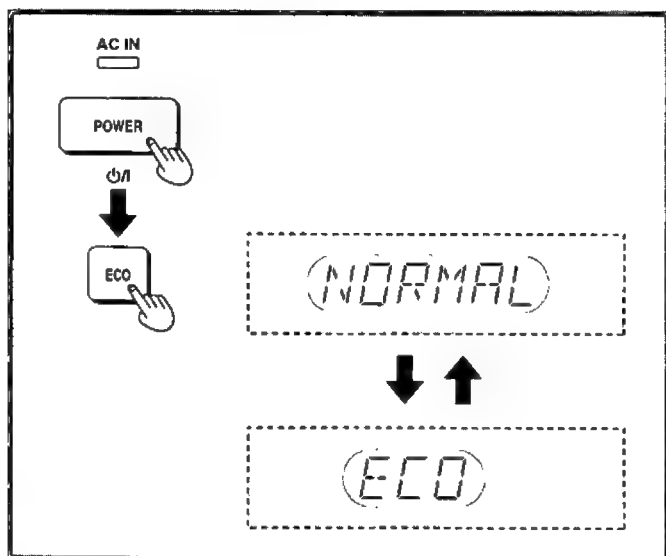 AC IN
POWER
⏻/I
ECO
(NORMAL)
(ECO)